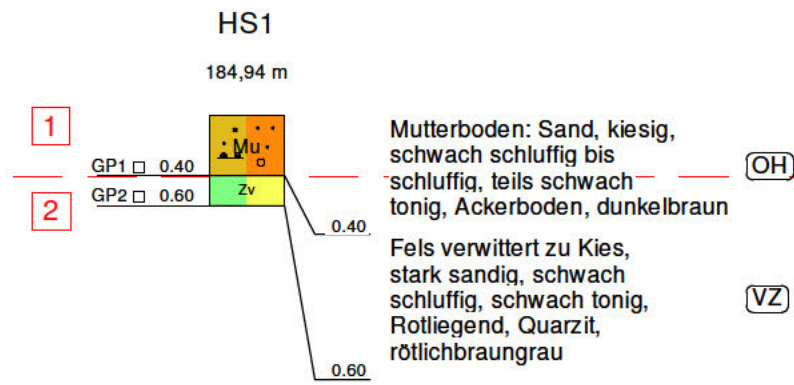 HS1
184,94 m
1
Mu
GP1 0.40
Mutterboden: Sand, kiesig,
schwach schluffig bis
schluffig, teils schwach
tonig, Ackerboden, dunkelbraun
OH
2
GP2 0.60
Zv
0.40
Fels verwittert zu Kies,
stark sandig, schwach
schluffig, schwach tonig,
Rotliegend, Quarzit,
rötlichbraungrau
VZ
0.60